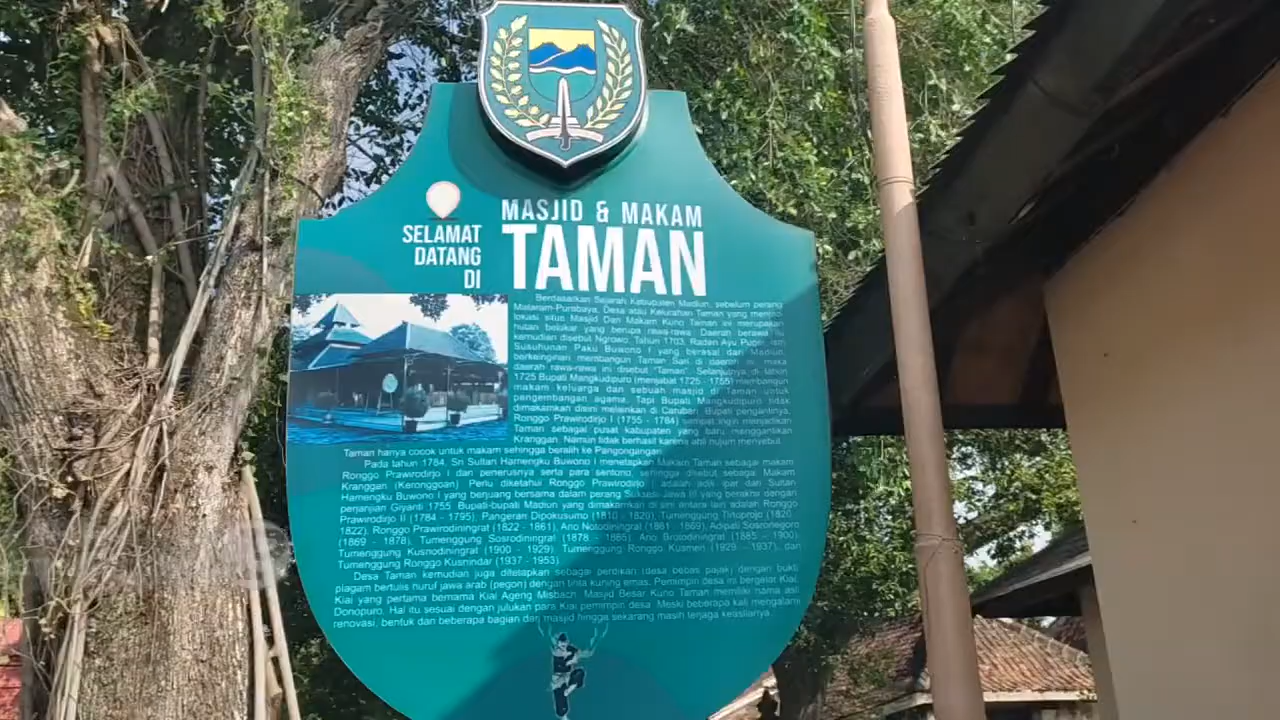 SELAMAT
DATANG
DI
MASJID & MAKAM
TAMAN
Berdasarkan Sejarah Kabupaten Madiun, sebelum perang
Mataram-Purabaya, Desa atau Kelurahan Taman yang
lokasi situs Masjid Dan Makam Kuno Taman ini merupakan
hutan belukar yang berupa rawa-rawa. Daerah berawa
kemudian disebut Ngrowo. Tahun 1703, Raden Ayu
Susuhunan Paku Buwono I yang berasal dari Madiun,
berkeinginan membangun Taman Sari di daerah ini, maka
daerah rawa-rawa ini disebut "Taman". Selanjutnya di tahun
1725 Bupati Mangkudipuro (menjabat 1725 - 1755) membangun
makam keluarga dan sebuah masjid di Taman untuk
pengembangan agama. Tapi Bupati Mangkudipuro tidak
dimakamkan disini melainkan di Caruban. Bupati pengantinya,
Ronggo Prawirodirjo I (1755 - 1784) sempat ingin menjadikan
Taman sebagai pusat kabupaten yang baru menggantikan
Kranggan. Namun tidak berhasil karena ahli nujum menyebut
Taman hanya cocok untuk makam sehingga beralih ke Pangongangan.
Pada tahun 1784, Sri Sultan Hamengku Buwono I menetapkan Makam Taman sebagai makam
Ronggo Prawirodirjo I dan penerusnya serta para sentono, sehingga disebut sebagai Makam
Kranggan (Keronggoan). Perlu diketahui Ronggo Prawirodirjo I adalah adik ipar dari Sultan
Hamengku Buwono I yang berjuang bersama dalam perang Suksesi Jawa III yang berakhir dengan
perjanjian Giyanti 1755. Bupati-bupati Madiun yang dimakamkan di sini antara lain adalah Ronggo
Prawirodirjo II (1784 - 1795), Pangeran Dipokusumo (1810 - 1820), Tumenggung Tirtoprojo (1820 -
1822), Ronggo Prawirodiningrat (1822 - 1861), Ario Notodiningrat (1861 - 1869), Adipati Sosronegoro
(1869 - 1878), Tumenggung Sosrodiningrat (1878 - 1885), Ario Brotodiningrat (1885 - 1900),
Tumenggung Kusnodiningrat (1900 - 1929), Tumenggung Ronggo Kusmen (1929 - 1937), dan
Tumenggung Ronggo Kusnindar (1937 - 1953).
Desa Taman kemudian juga ditetapkan sebagai perdikan (desa bebas pajak) dengan bukti
piagam bertulis huruf jawa arab (pegon) dengan tinta kuning emas. Pemimpin desa ini bergelar Kiai,
Kiai yang pertama bernama Kiai Ageng Misbach. Masjid Besar Kuno Taman memiliki nama asli
Donopuro. Hal itu sesuai dengan julukan para Kiai pemimpin desa. Meski beberapa kali mengalami
renovasi, bentuk dan beberapa bagian dari masjid hingga sekarang masih terjaga keaslianya.